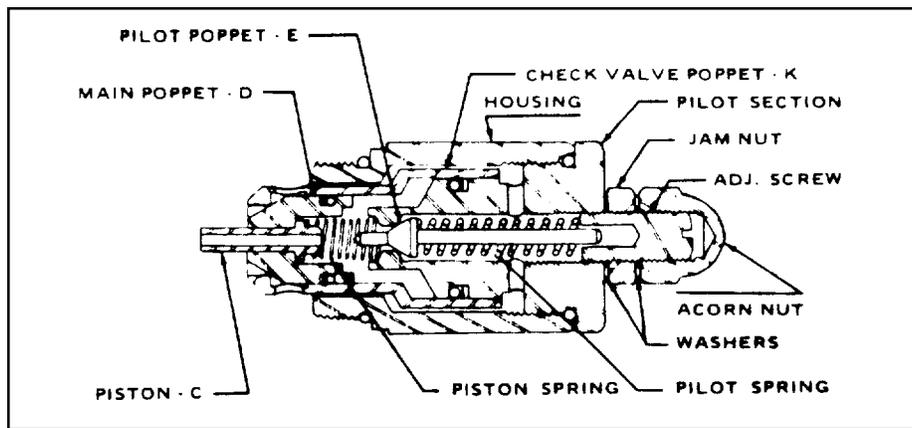 PILOT POPPET - E
MAIN POPPET - D
CHECK VALVE POPPET - K
HOUSING
PILOT SECTION
JAM NUT
ADJ. SCREW
ACORN NUT
WASHERS
PISTON - C
PISTON SPRING
PILOT SPRING